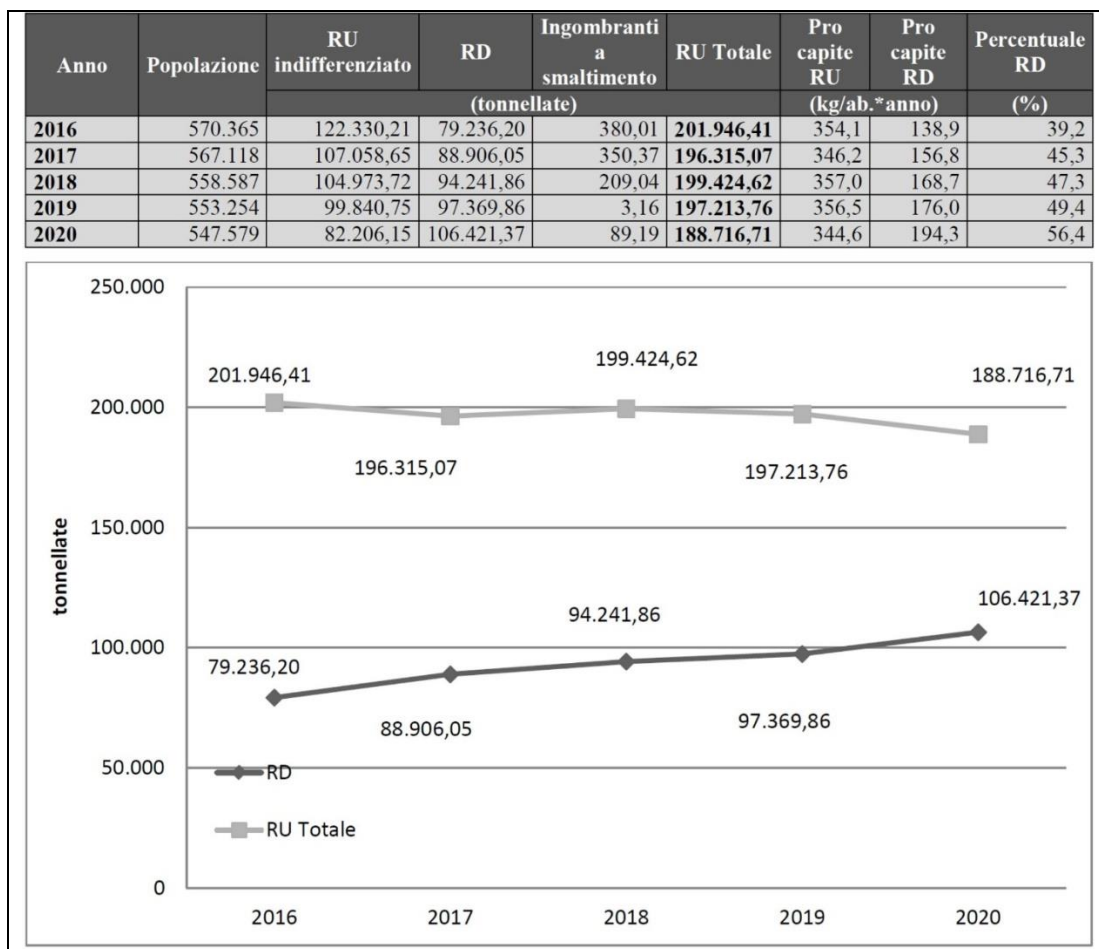 Anno Popolazione RU indifferenziato RD Ingombranti a smaltimento RU Totale Pro capite RU Pro capite RD Percentuale RD
(tonnellate) (kg/ab.*anno) (%)
2016 570.365 122.330,21 79.236,20 380,01 201.946,41 354,1 138,9 39,2
2017 567.118 107.058,65 88.906,05 350,37 196.315,07 346,2 156,8 45,3
2018 558.587 104.973,72 94.241,86 209,04 199.424,62 357,0 168,7 47,3
2019 553.254 99.840,75 97.369,86 3,16 197.213,76 356,5 176,0 49,4
2020 547.579 82.206,15 106.421,37 89,19 188.716,71 344,6 194,3 56,4
250.000
201.946,41 199.424,62 188.716,71
200.000
196.315,07 197.213,76
150.000
tonnellate
94.241,86 106.421,37
100.000
79.236,20
88.906,05 97.369,86
50.000
RD
RU Totale
0
2016 2017 2018 2019 2020